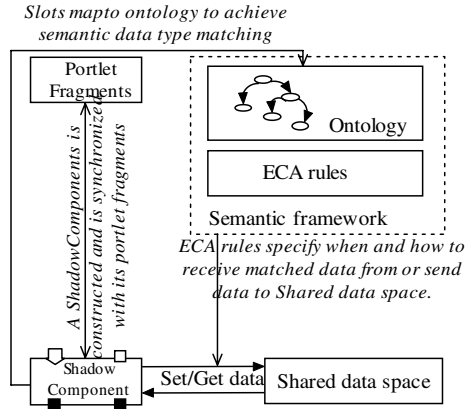 Slots mapto ontology to achieve
semantic data type matching
Portlet
Fragments
Ontology
ECA rules
Semantic framework
A ShadowComponents is
constructed and is synchronized
with its portlet fragments
ECA rules specify when and how to
receive matched data from or send
data to Shared data space.
Shadow
Component
Set/Get data
Shared data space